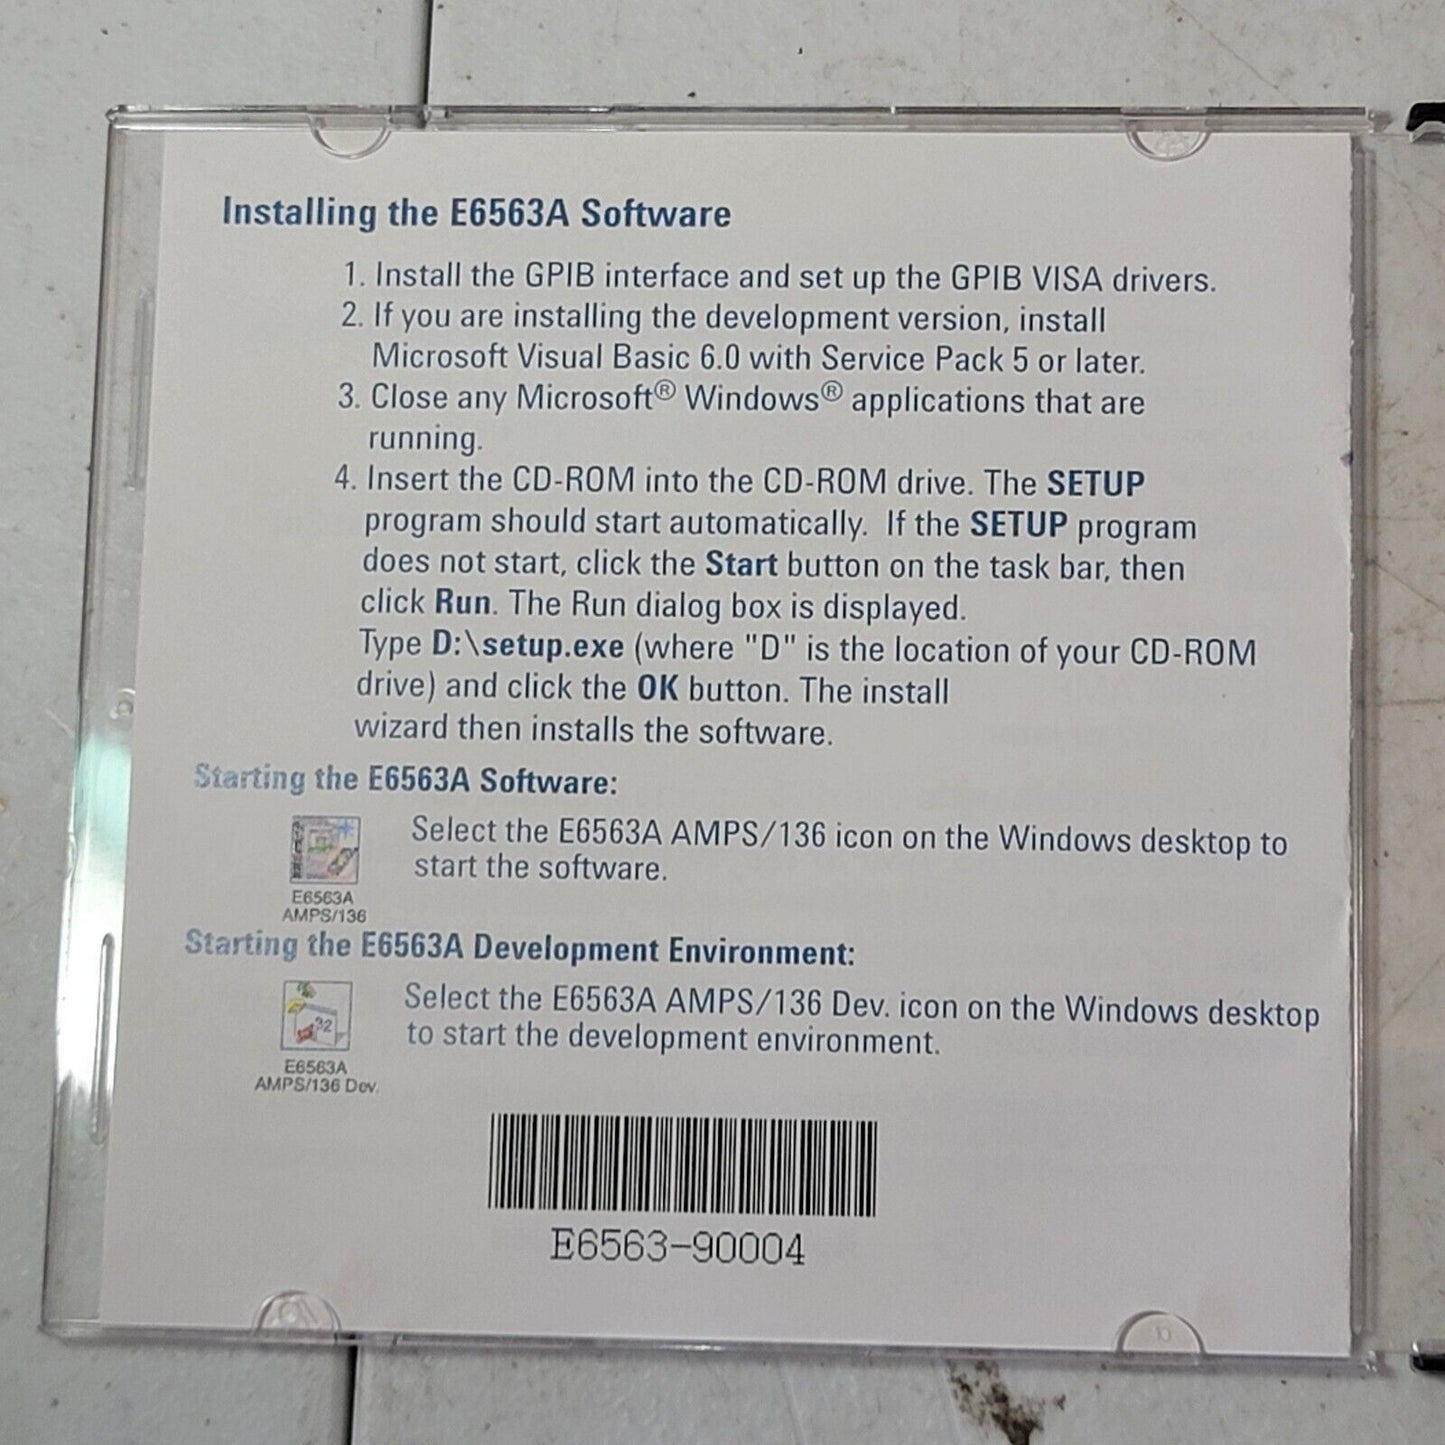 Installing the E6563A Software
1. Install the GPIB interface and set up the GPIB VISA drivers.
2. If you are installing the development version, install
Microsoft Visual Basic 6.0 with Service Pack 5 or later.
3. Close any Microsoft® Windows® applications that are
running.
4. Insert the CD-ROM into the CD-ROM drive. The SETUP
program should start automatically. If the SETUP program
does not start, click the Start button on the task bar, then
click Run. The Run dialog box is displayed.
Type D:\setup.exe (where "D" is the location of your CD-ROM
drive) and click the OK button. The install
wizard then installs the software.
Starting the E6563A Software:
Select the E6563A AMPS/136 icon on the Windows desktop to
start the software.
E6563A
AMPS/136
Starting the E6563A Development Environment:
Select the E6563A AMPS/136 Dev. icon on the Windows desktop
to start the development environment.
32
E6563A
AMPS/136 Dev.
E6563-90004